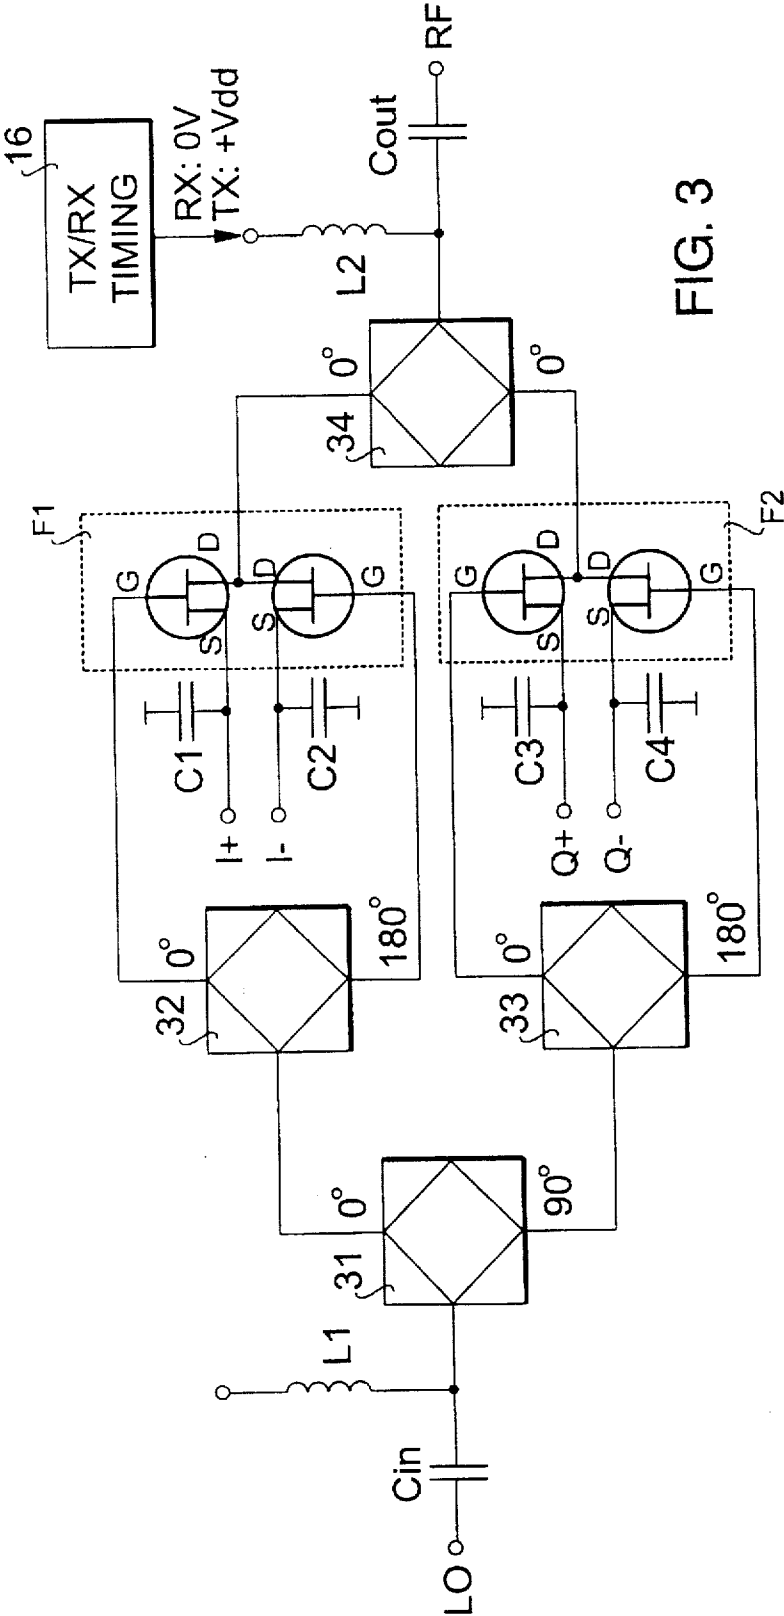 16
TX/RX
TIMING
RX: 0V
TX: +Vdd
L2
Cout
RF
F1
G
D
S
D
S
G
0°
34
0°
C1
I+
I-
C2
0°
32
180°
F2
G
D
S
D
S
G
C3
Q+
Q-
C4
0°
33
180°
0°
31
90°
L1
Cin
LO
FIG. 3